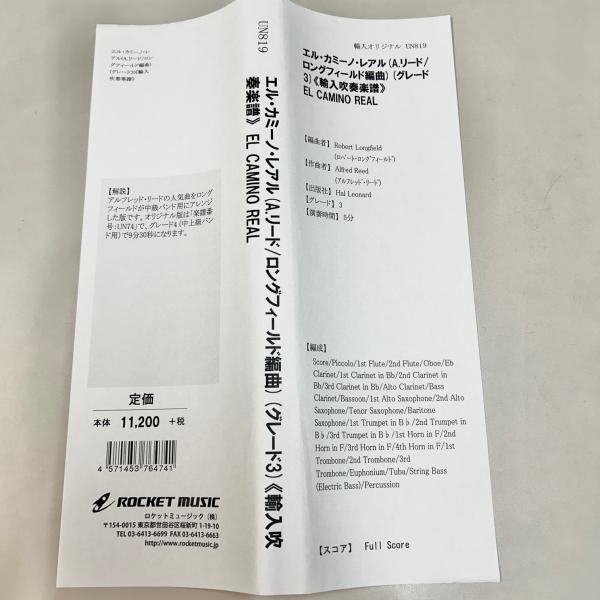 エル・カミーノ・レ
アル(A.リード/ロン
グフィールド編曲)
(グレード3)《輸入
吹奏楽譜》
【解説】
アルフレッド・リードの人気曲をロング
フィールドが中級バンド用にアレンジ
した版です。オリジナル版は「楽譜番
号:UN74」で、グレード4(中上級バン
ド用)で9分30秒になります。
定価
本体 11,200 +税
4 571453 764741
ROCKET MUSIC
ロケットミュージック(株)
〒154-0015 東京都世田谷区桜新町1-19-10
TEL 03-6413-6699 FAX 03-6413-6663
http://www.rocketmusic.jp
UN819
エル・カミーノ・レアル(A.リード/ロングフィールド編曲)(グレード3)《輸入吹
奏楽譜》 EL CAMINO REAL
輸入オリジナル UN819
エル・カミーノ・レアル(A.リード/
ロングフィールド編曲)(グレード
3)《輸入吹奏楽譜》
EL CAMINO REAL
【編曲者】Robert Longfield
(ロバート・ロングフィールド)
【作曲者】Alfred Reed
(アルフレッド・リード)
【出版社】Hal Leonard
【グレード】3
【演奏時間】5分
【編成】
Score/Piccolo/1st Flute/2nd Flute/Oboe/Eb
Clarinet/1st Clarinet in Bb/2nd Clarinet in
Bb/3rd Clarinet in Bb/Alto Clarinet/Bass
Clarinet/Bassoon/1st Alto Saxophone/2nd Alto
Saxophone/Tenor Saxophone/Baritone
Saxophone/1st Trumpet in B♭/2nd Trumpet in
B♭/3rd Trumpet in B♭/1st Horn in F/2nd
Horn in F/3rd Horn in F/4th Horn in F/1st
Trombone/2nd Trombone/3rd
Trombone/Euphonium/Tuba/String Bass
(Electric Bass)/Percussion
【スコア】 Full Score